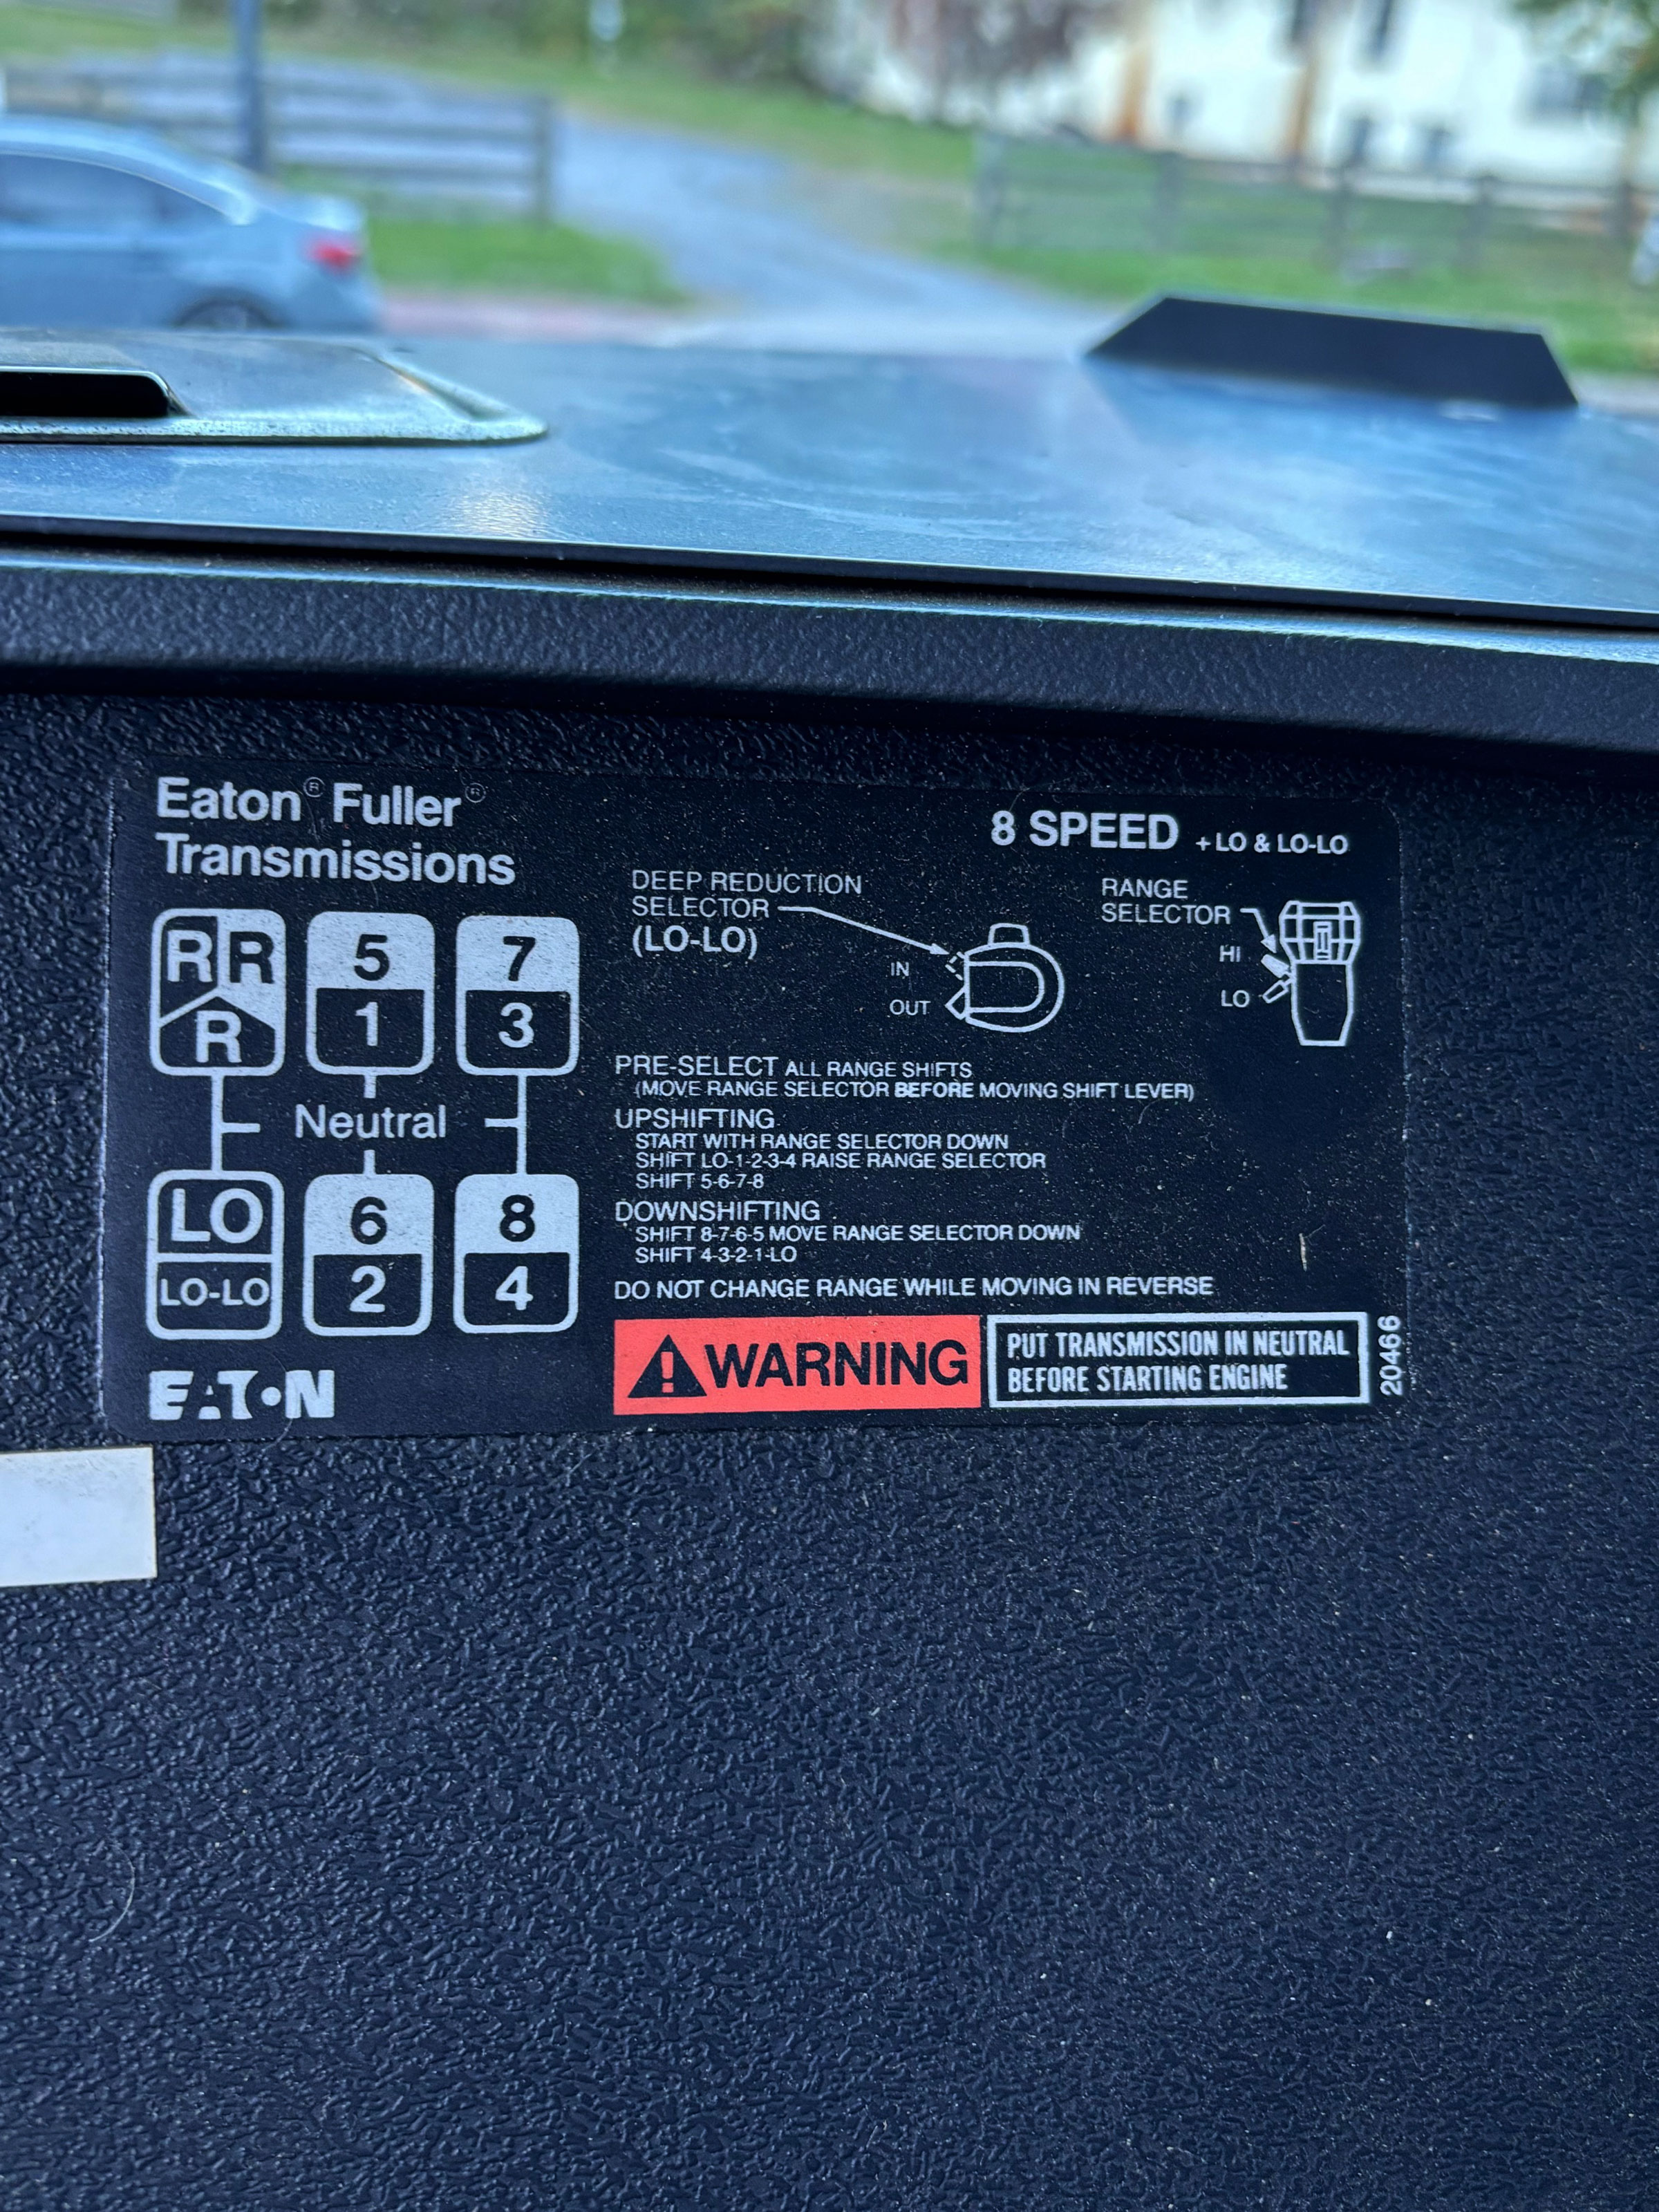 Eaton® Fuller®
Transmissions
8 SPEED + LO & LO-LO
R R
R
5
1
7
3
Neutral
LO
LO-LO
6
2
8
4
EATON
DEEP REDUCTION
SELECTOR
(LO-LO)
IN
OUT
RANGE
SELECTOR
HI
LO
PRE-SELECT ALL RANGE SHIFTS
(MOVE RANGE SELECTOR BEFORE MOVING SHIFT LEVER)
UPSHIFTING
START WITH RANGE SELECTOR DOWN
SHIFT LO-1-2-3-4 RAISE RANGE SELECTOR
SHIFT 5-6-7-8
DOWNSHIFTING
SHIFT 8-7-6-5 MOVE RANGE SELECTOR DOWN
SHIFT 4-3-2-1-LO
DO NOT CHANGE RANGE WHILE MOVING IN REVERSE
WARNING
PUT TRANSMISSION IN NEUTRAL
BEFORE STARTING ENGINE
20466